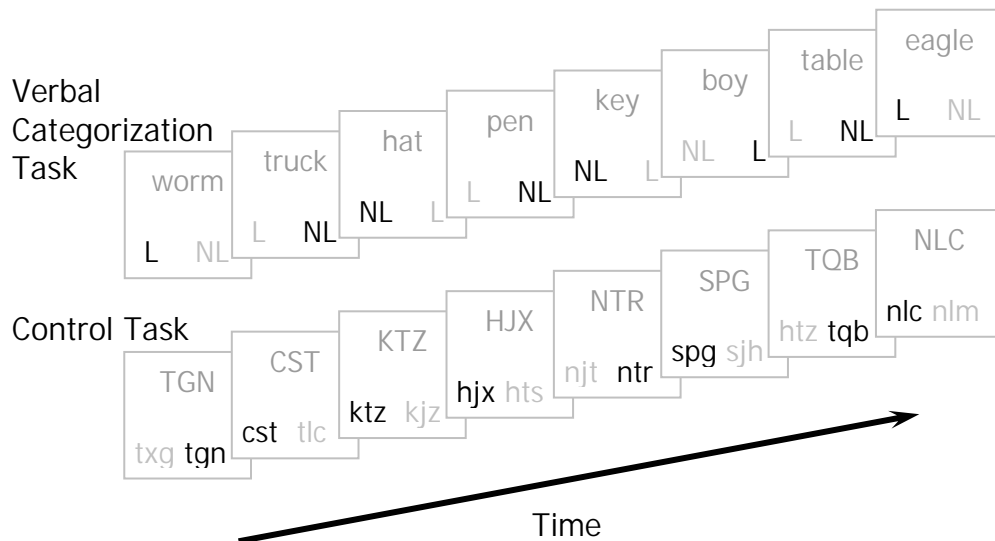 Verbal
Categorization
Task
worm
L NL
truck
L NL
hat
NL L
pen
L NL
key
NL L
boy
NL L
table
L NL
eagle
L NL
Control Task
TGN
txg tgn
CST
cst tlc
KTZ
ktz kjz
HJX
hjx hts
NTR
njt ntr
SPG
spg sjh
TQB
htz tqb
NLC
nlc nlm
Time